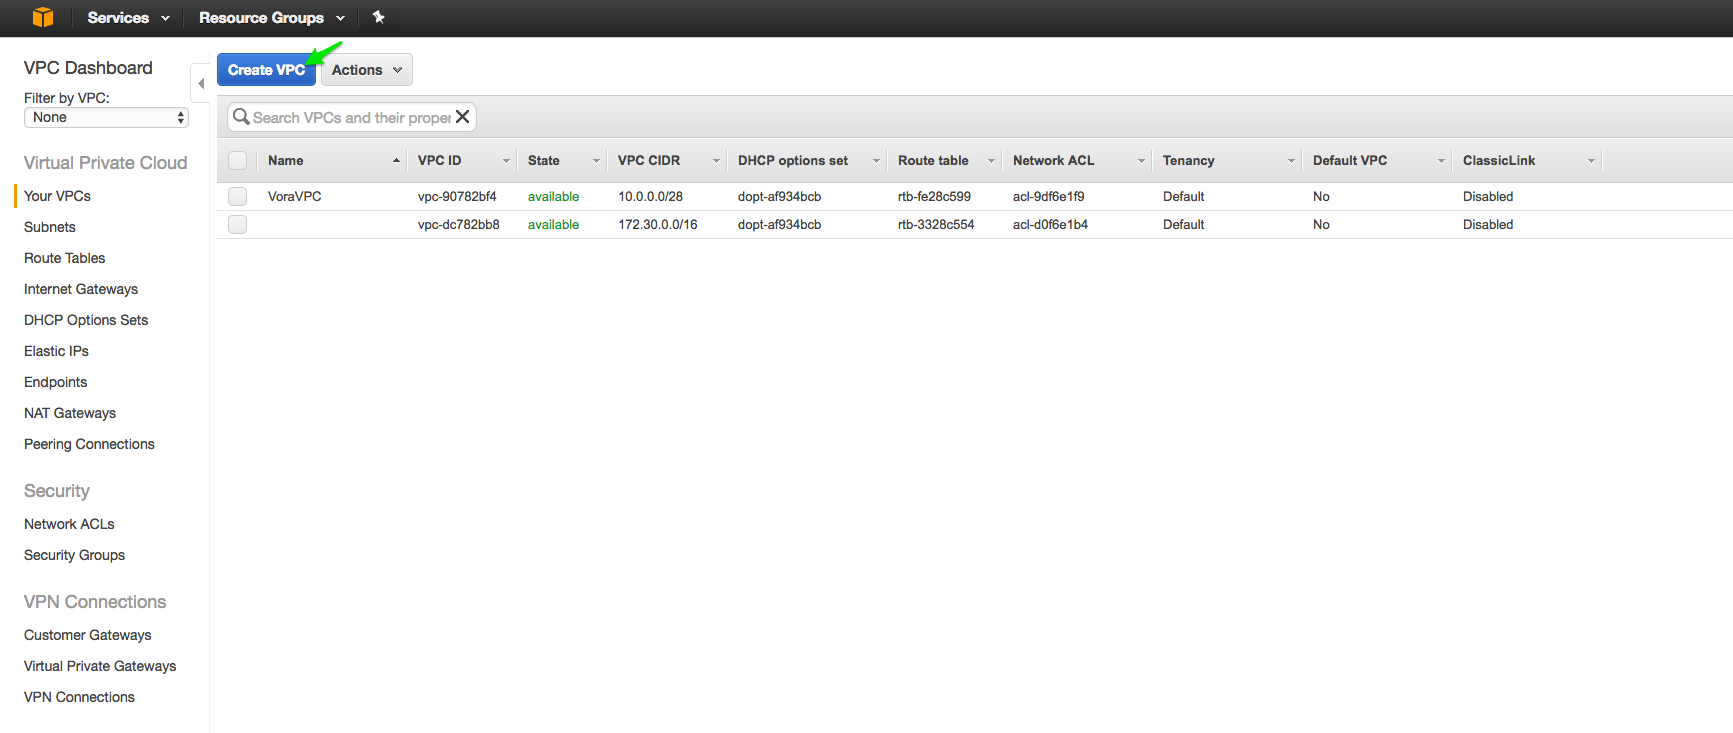 Services Resource Groups
VPC Dashboard
Filter by VPC:
None
Virtual Private Cloud
Your VPCs
Subnets
Route Tables
Internet Gateways
DHCP Options Sets
Elastic IPs
Endpoints
NAT Gateways
Peering Connections
Security
Network ACLs
Security Groups
VPN Connections
Customer Gateways
Virtual Private Gateways
VPN Connections
Create VPC Actions
Search VPCs and their proper
Name VPC ID State VPC CIDR DHCP options set Route table Network ACL Tenancy Default VPC ClassicLink
VoraVPC vpc-90782bf4 available 10.0.0.0/28 dopt-af934bcb rtb-fe28c599 acl-9df6e1f9 Default No Disabled
vpc-dc782bb8 available 172.30.0.0/16 dopt-af934bcb rtb-3328c554 acl-d0f6e1b4 Default No Disabled